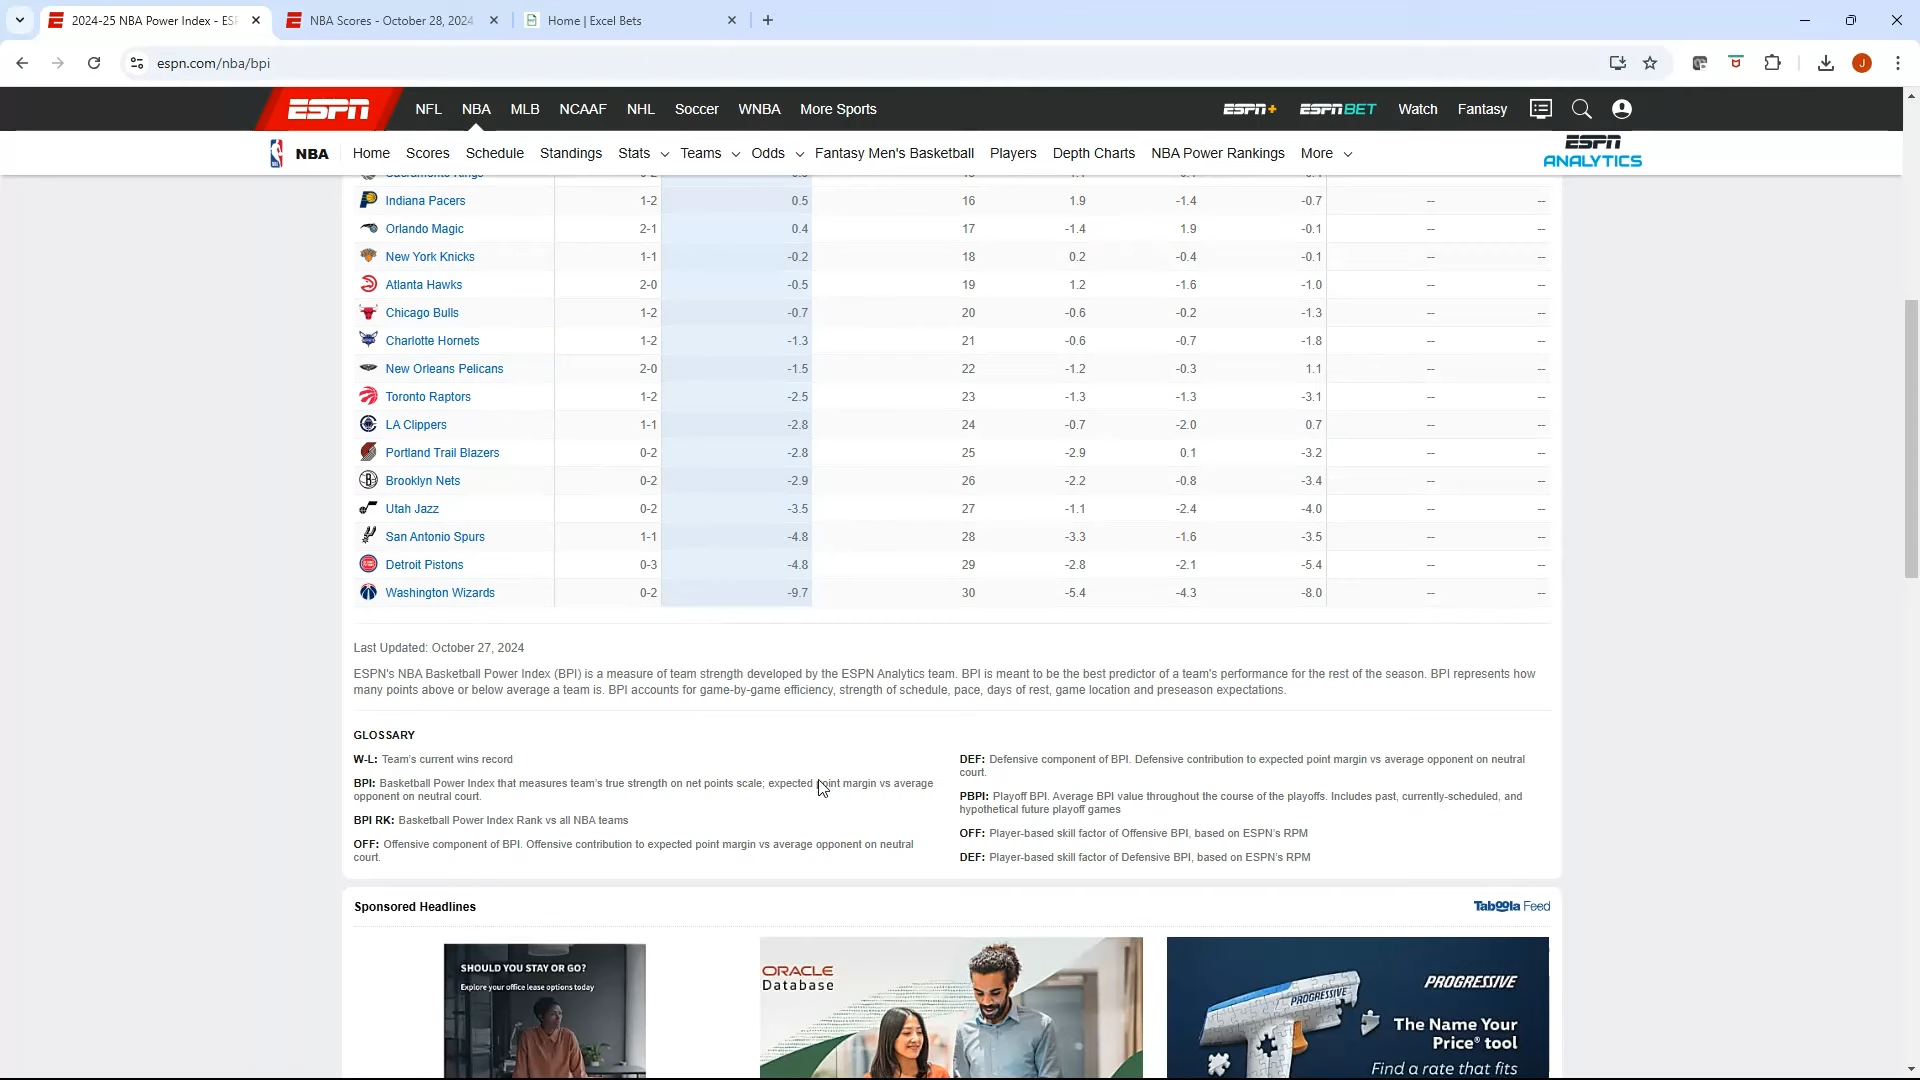 2024-25 NBA Power Index - ES
NBA Scores - October 28, 2024
Home | Excel Bets
espn.com/nba/bpi
J
ESPN
NFL NBA MLB NCAAF NHL Soccer WNBA More Sports
ESPN+ ESPN BET Watch Fantasy
NBA Home Scores Schedule Standings Stats Teams Odds Fantasy Men's Basketball Players Depth Charts NBA Power Rankings More
ESPN ANALYTICS
Sacramento Kings
Indiana Pacers 1-2 0.5 16 1.9 -1.4 -0.7 -- --
Orlando Magic 2-1 0.4 17 -1.4 1.9 -0.1 -- --
New York Knicks 1-1 -0.2 18 0.2 -0.4 -0.1 -- --
Atlanta Hawks 2-0 -0.5 19 1.2 -1.6 -1.0 -- --
Chicago Bulls 1-2 -0.7 20 -0.6 -0.2 -1.3 -- --
Charlotte Hornets 1-2 -1.3 21 -0.6 -0.7 -1.8 -- --
New Orleans Pelicans 2-0 -1.5 22 -1.2 -0.3 1.1 -- --
Toronto Raptors 1-2 -2.5 23 -1.3 -1.3 -3.1 -- --
LA Clippers 1-1 -2.8 24 -0.7 -2.0 0.7 -- --
Portland Trail Blazers 0-2 -2.8 25 -2.9 0.1 -3.2 -- --
Brooklyn Nets 0-2 -2.9 26 -2.2 -0.8 -3.4 -- --
Utah Jazz 0-2 -3.5 27 -1.1 -2.4 -4.0 -- --
San Antonio Spurs 1-1 -4.8 28 -3.3 -1.6 -3.5 -- --
Detroit Pistons 0-3 -4.8 29 -2.8 -2.1 -5.4 -- --
Washington Wizards 0-2 -9.7 30 -5.4 -4.3 -8.0 -- --
Last Updated: October 27, 2024
ESPN's NBA Basketball Power Index (BPI) is a measure of team strength developed by the ESPN Analytics team. BPI is meant to be the best predictor of a team's performance for the rest of the season. BPI represents how
many points above or below average a team is. BPI accounts for game-by-game efficiency, strength of schedule, pace, days of rest, game location and preseason expectations.
GLOSSARY
W-L: Team's current wins record
BPI: Basketball Power Index that measures team's true strength on net points scale; expected point margin vs average
opponent on neutral court.
BPI RK: Basketball Power Index Rank vs all NBA teams
OFF: Offensive component of BPI. Offensive contribution to expected point margin vs average opponent on neutral
court.
DEF: Defensive component of BPI. Defensive contribution to expected point margin vs average opponent on neutral
court.
PBPI: Playoff BPI. Average BPI value throughout the course of the playoffs. Includes past, currently-scheduled, and
hypothetical future playoff games
OFF: Player-based skill factor of Offensive BPI, based on ESPN's RPM
DEF: Player-based skill factor of Defensive BPI, based on ESPN's RPM
Sponsored Headlines
Taboola Feed
SHOULD YOU STAY OR GO?
Explore your office lease options today
ORACLE
Database
PROGRESSIVE
PROGRESSIVE
The Name Your
Price® tool
Find a rate that fits